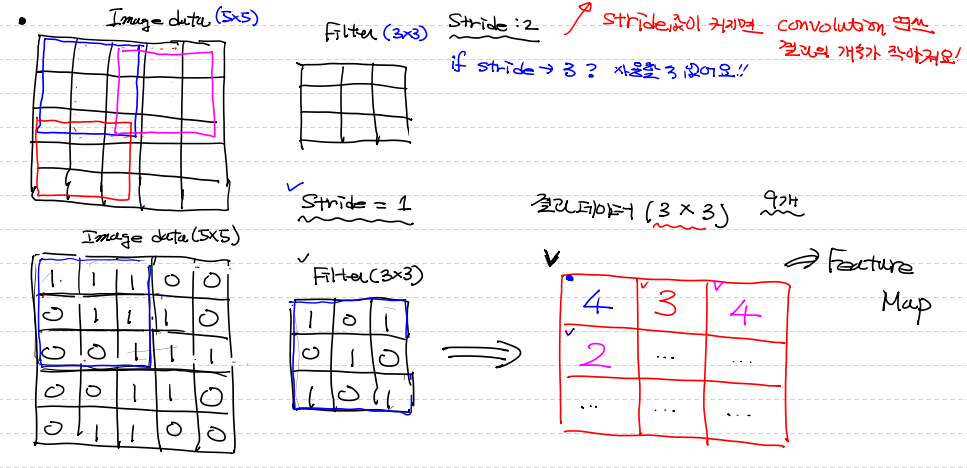 Image data (5x5)
Filter (3x3)
Stride : 2
stride값이 커지면 convolution 연산
결과의 개수가 작아져요!
if stride → 3 ? 사용할 수 없어요!!
Stride = 1
결과데이터 (3 x 3) 9개
Image data (5x5)
Filter (3x3)
⇒ Feature
Map
1 1 1 0 0
0 1 1 1 0
0 0 1 1 1
0 0 1 1 0
0 1 1 0 0
1 0 1
0 1 0
1 0 1
4 3 4
2 ... ...
... ... ...